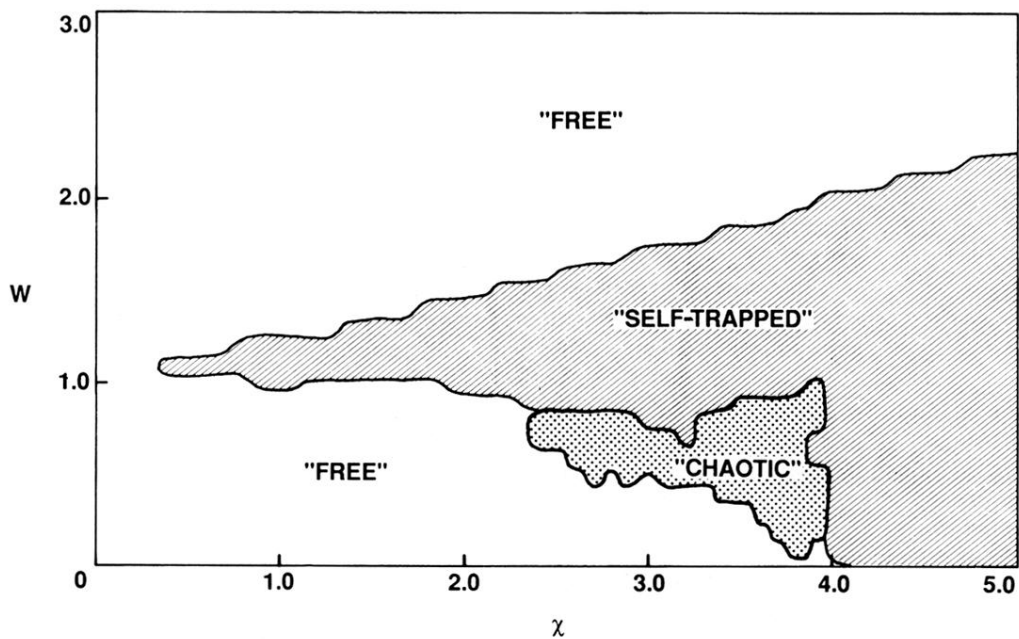 3.0
"FREE"
2.0
W
"SELF-TRAPPED"
1.0
"FREE"
"CHAOTIC"
0
1.0
2.0
3.0
4.0
5.0
χ